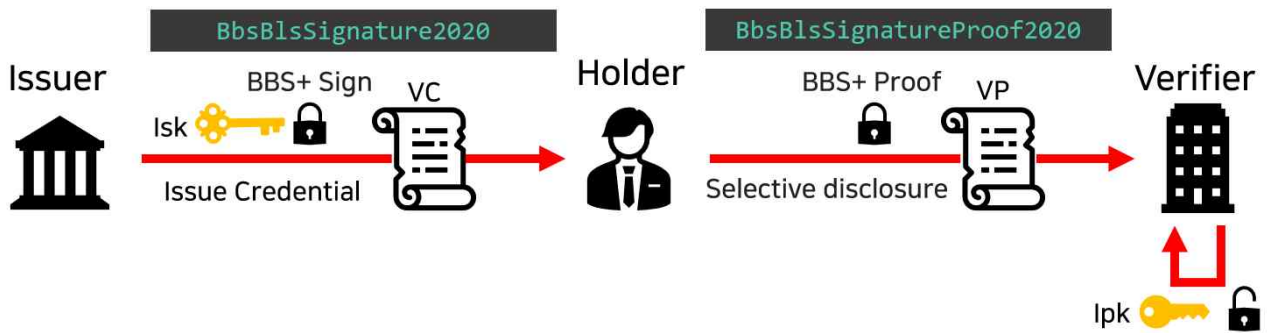 BbsBlsSignature2020
BbsBlsSignatureProof2020
Issuer
BBS+ Sign
VC
Holder
BBS+ Proof
VP
Verifier
Isk
Issue Credential
Selective disclosure
Ipk